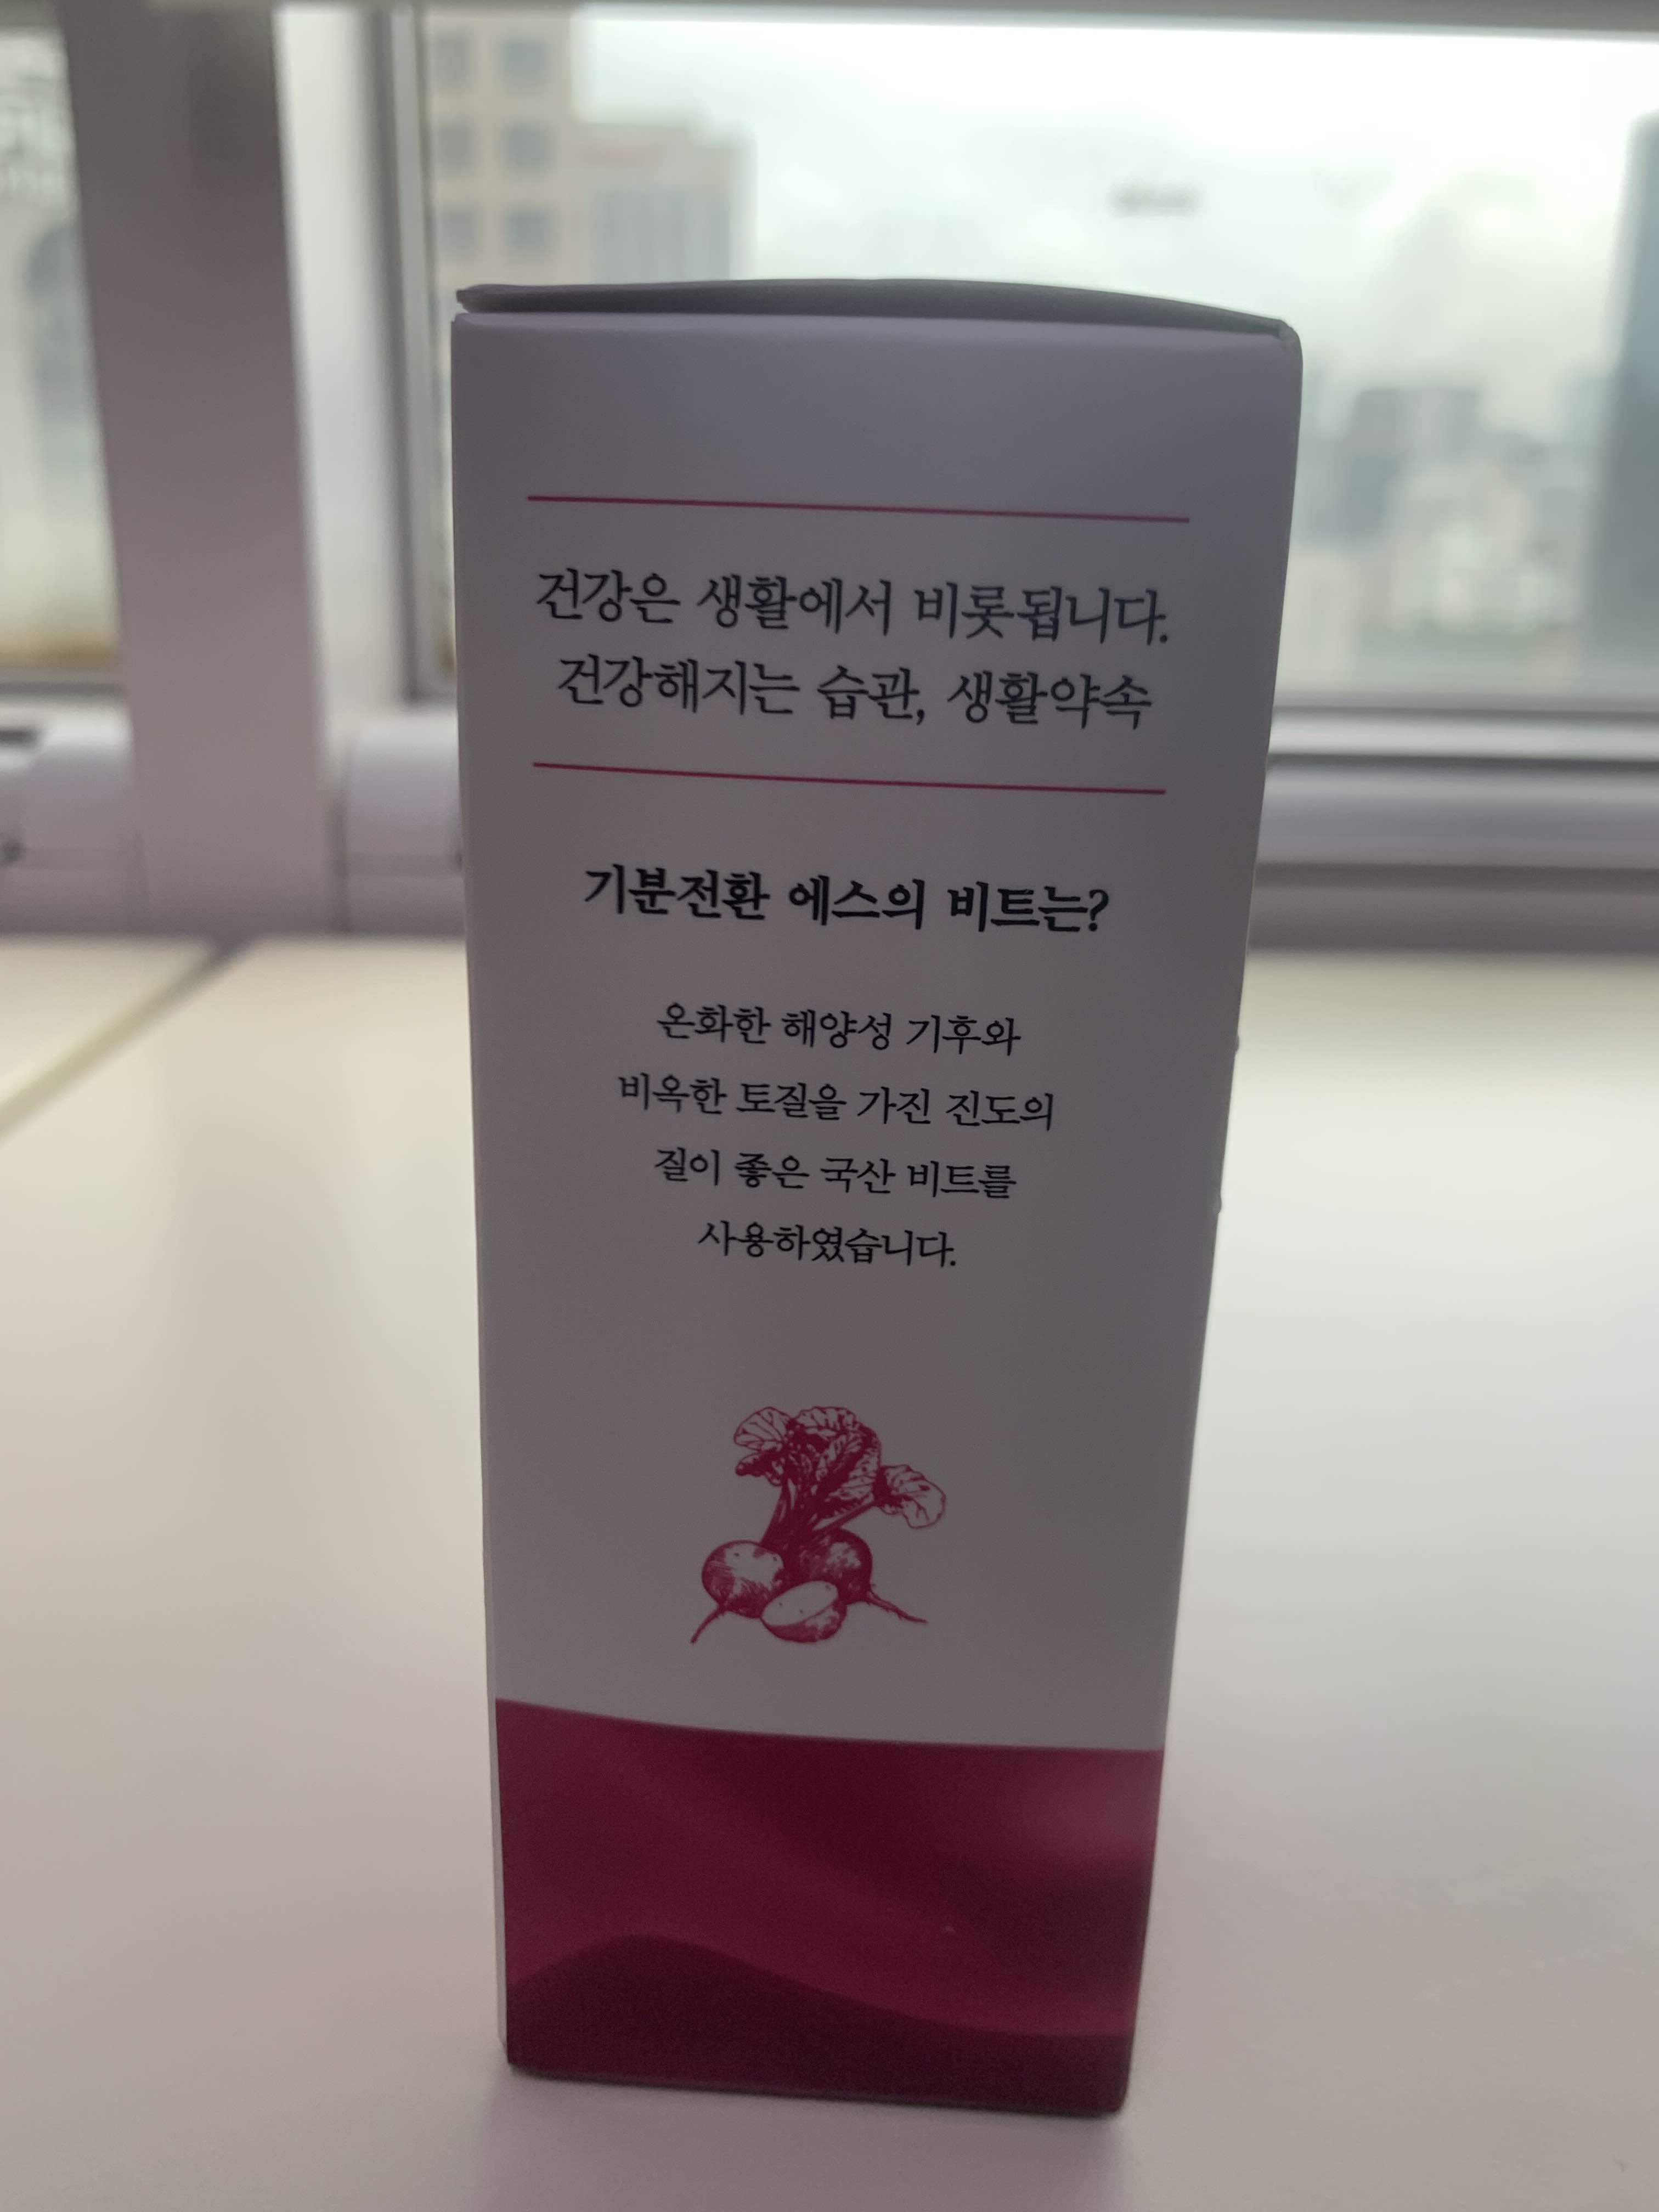 건강은 생활에서 비롯됩니다.
건강해지는 습관, 생활약속
기분전환 에스의 비트는?
온화한 해양성 기후와
비옥한 토질을 가진 진도의
질이 좋은 국산 비트를
사용하였습니다.